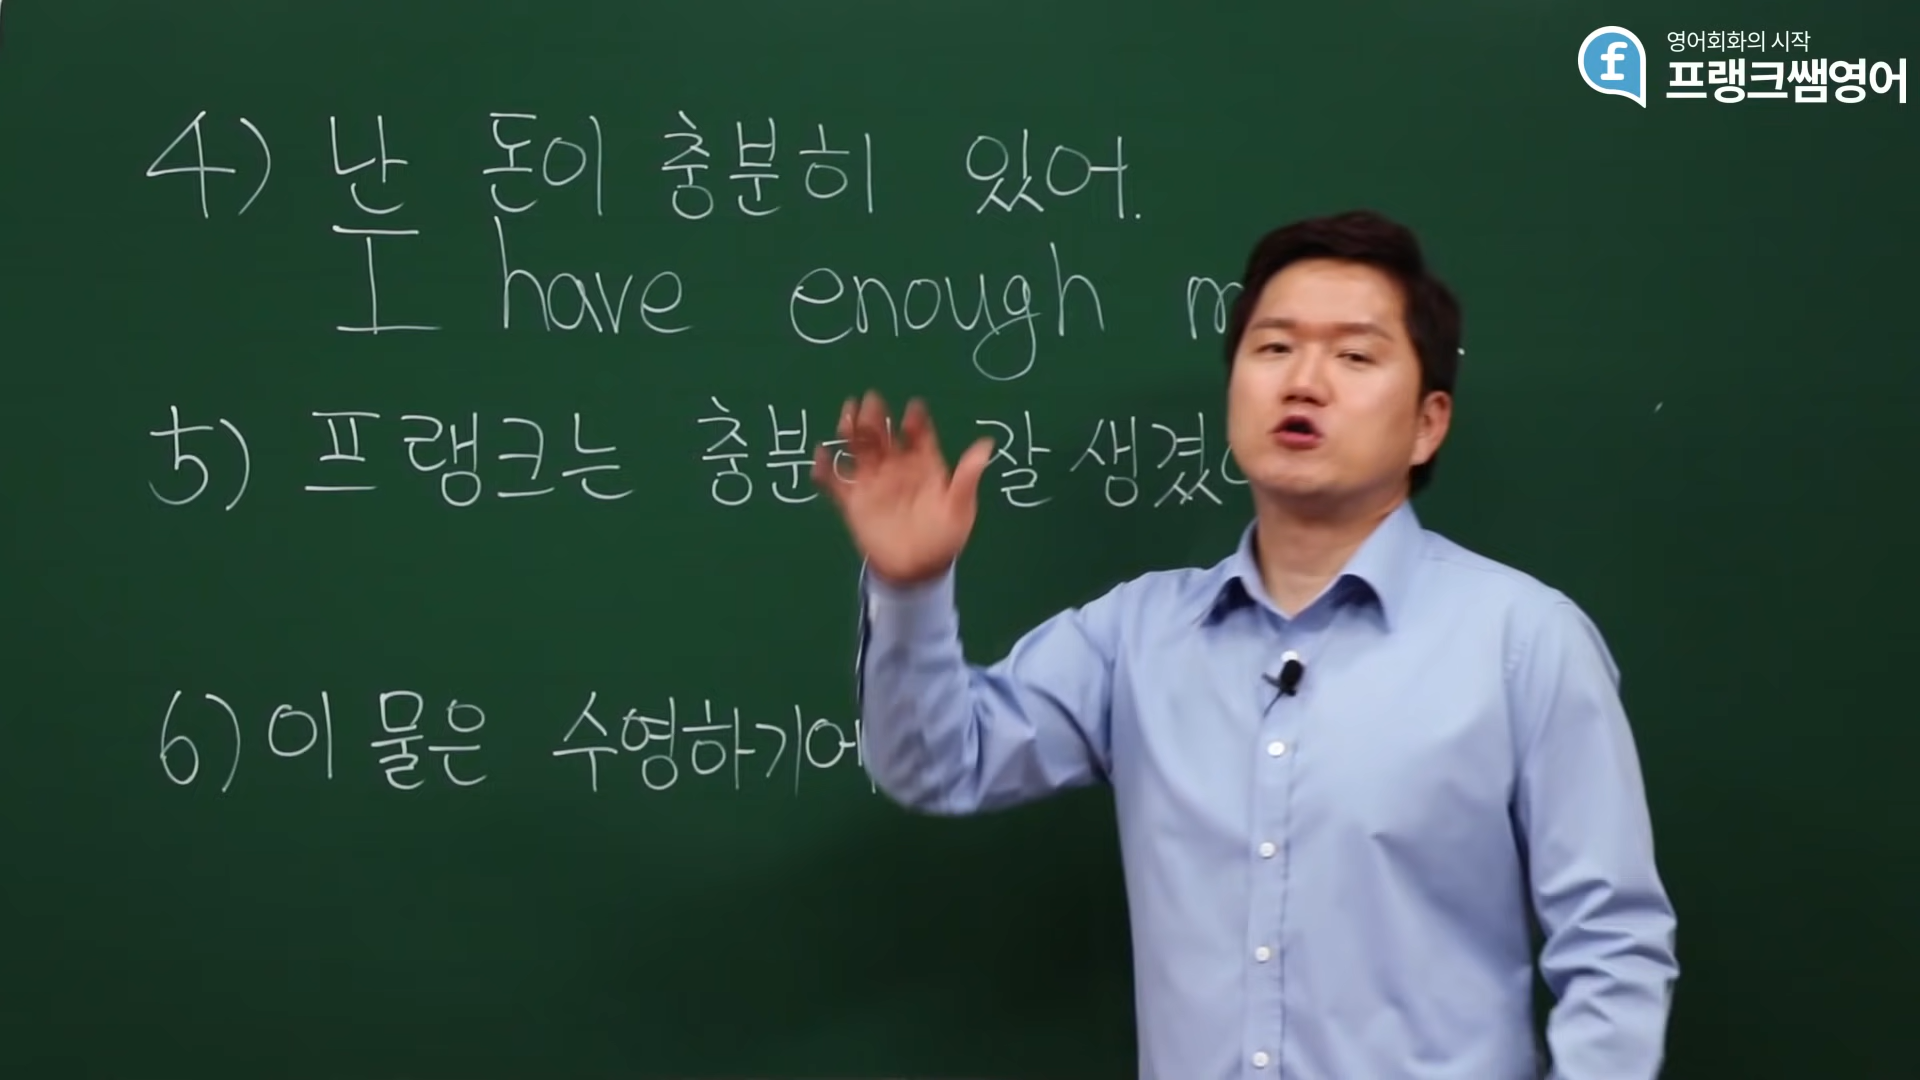 영어회화의 시작
프랭크쌤영어
4) 난 돈이 충분히 있어.
I have enough
5) 프랭크는 충분히 잘생겼
6) 이 물은 수영하기에